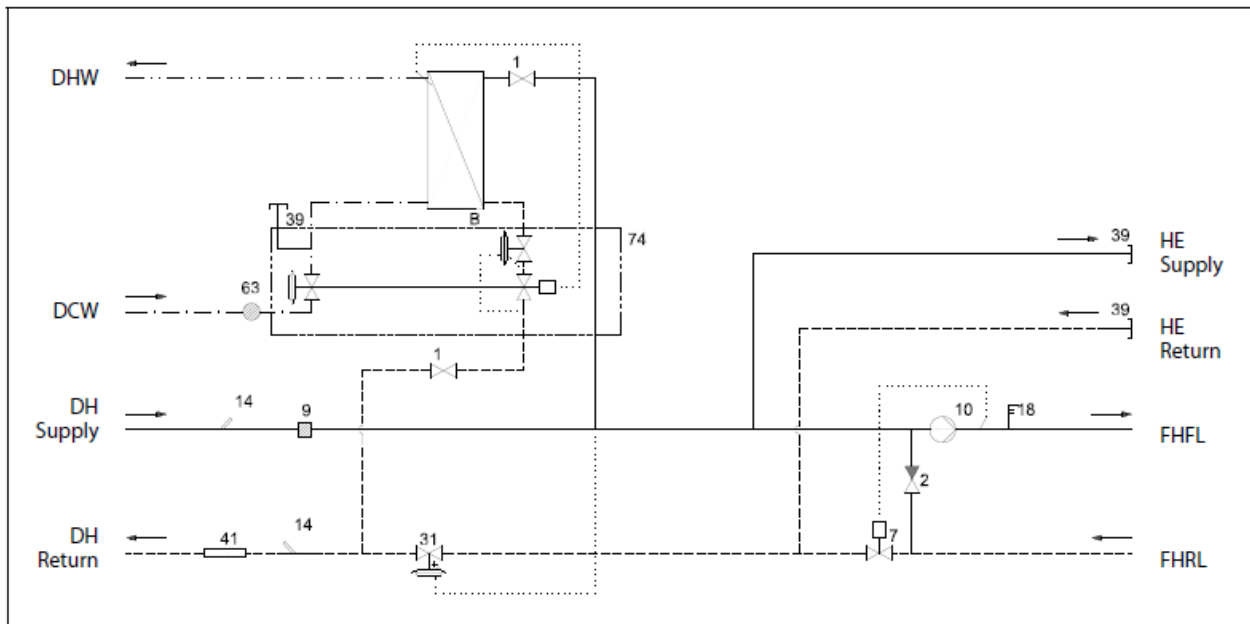 DHW
1
39
B
74
39
HE
Supply
63
DCW
39
HE
Return
1
14
9
10
18
DH
Supply
FHFL
2
14
41
31
7
DH
Return
FHRL
+